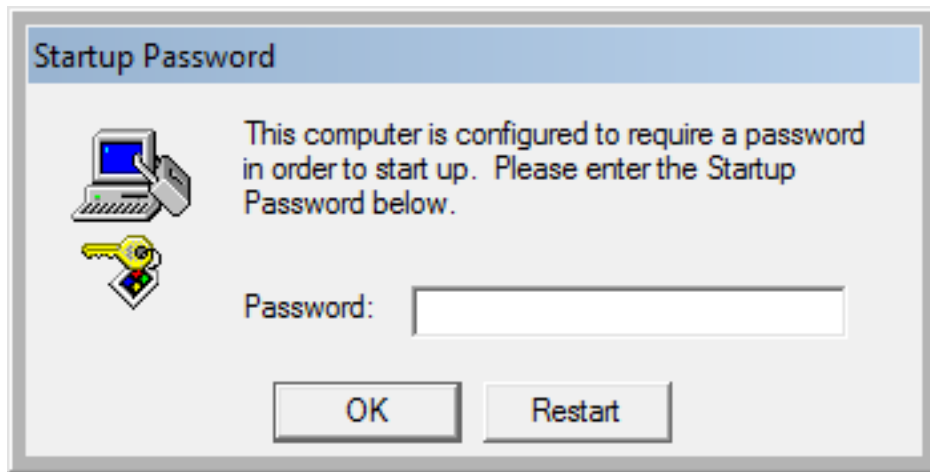 Startup Password
This computer is configured to require a password
in order to start up.  Please enter the Startup
Password below.
Password:
OK
Restart